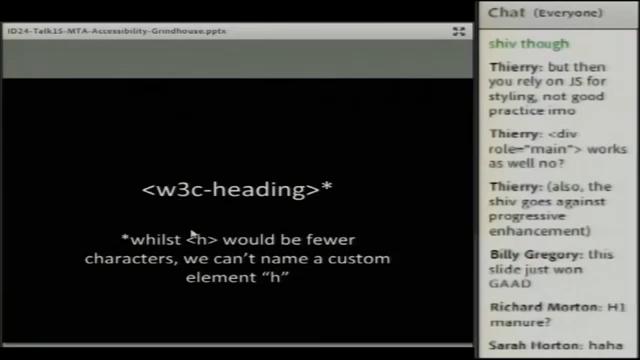 ID24-Talk15-MTA-Accessibility-Grindhouse.pptx
<w3c-heading>*
*whilst <h> would be fewer
characters, we can't name a custom
element "h"
Chat (Everyone)
shiv though
Thierry: but then
you rely on JS for
styling, not good
practice imo
Thierry: <div
role="main"> works
as well no?
Thierry: (also, the
shiv goes against
progressive
enhancement)
Billy Gregory: this
slide just won
GAAD
Richard Morton: H1
manure?
Sarah Horton: haha